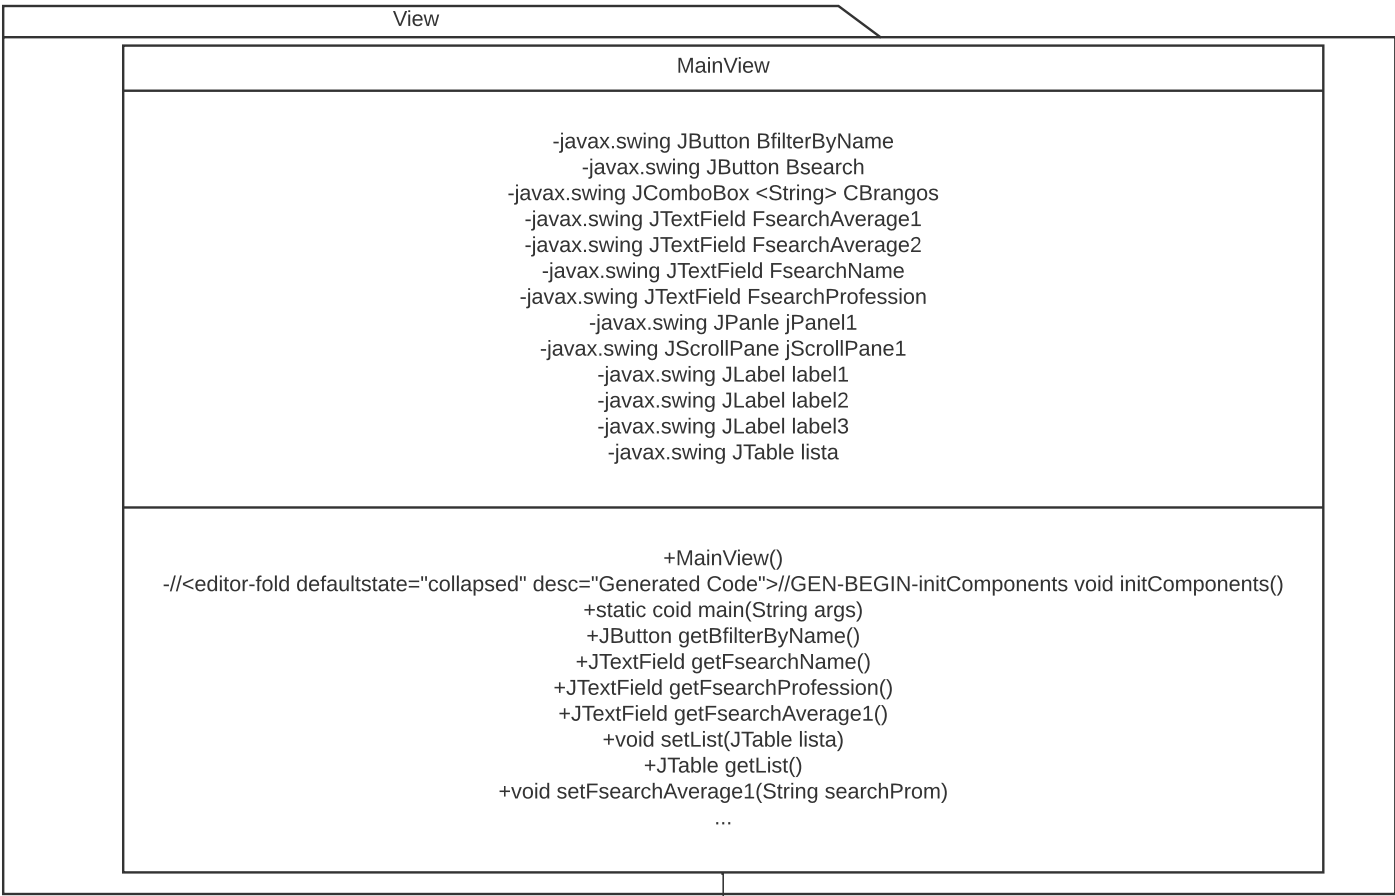 View
MainView
-javax.swing JButton BfilterByName
-javax.swing JButton Bsearch
-javax.swing JComboBox <String> CBrangos
-javax.swing JTextField FsearchAverage1
-javax.swing JTextField FsearchAverage2
-javax.swing JTextField FsearchName
-javax.swing JTextField FsearchProfession
-javax.swing JPanle jPanel1
-javax.swing JScrollPane jScrollPane1
-javax.swing JLabel label1
-javax.swing JLabel label2
-javax.swing JLabel label3
-javax.swing JTable lista
+MainView()
-//<editor-fold defaultstate="collapsed" desc="Generated Code">//GEN-BEGIN-initComponents void initComponents()
+static coid main(String args)
+JButton getBfilterByName()
+JTextField getFsearchName()
+JTextField getFsearchProfession()
+JTextField getFsearchAverage1()
+void setList(JTable lista)
+JTable getList()
+void setFsearchAverage1(String searchProm)
...